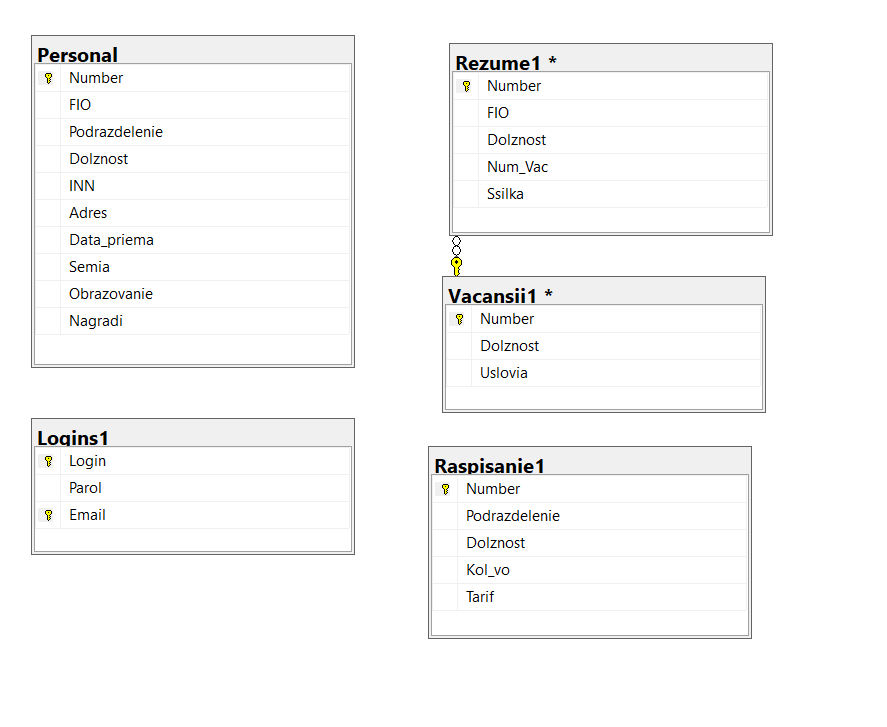 Personal
Number
FIO
Podrazdelenie
Dolznost
INN
Adres
Data_priema
Semia
Obrazovanie
Nagradi
Rezume1 *
Number
FIO
Dolznost
Num_Vac
Ssilka
Vacansii1 *
Number
Dolznost
Uslovia
Logins1
Login
Parol
Email
Raspisanie1
Number
Podrazdelenie
Dolznost
Kol_vo
Tarif